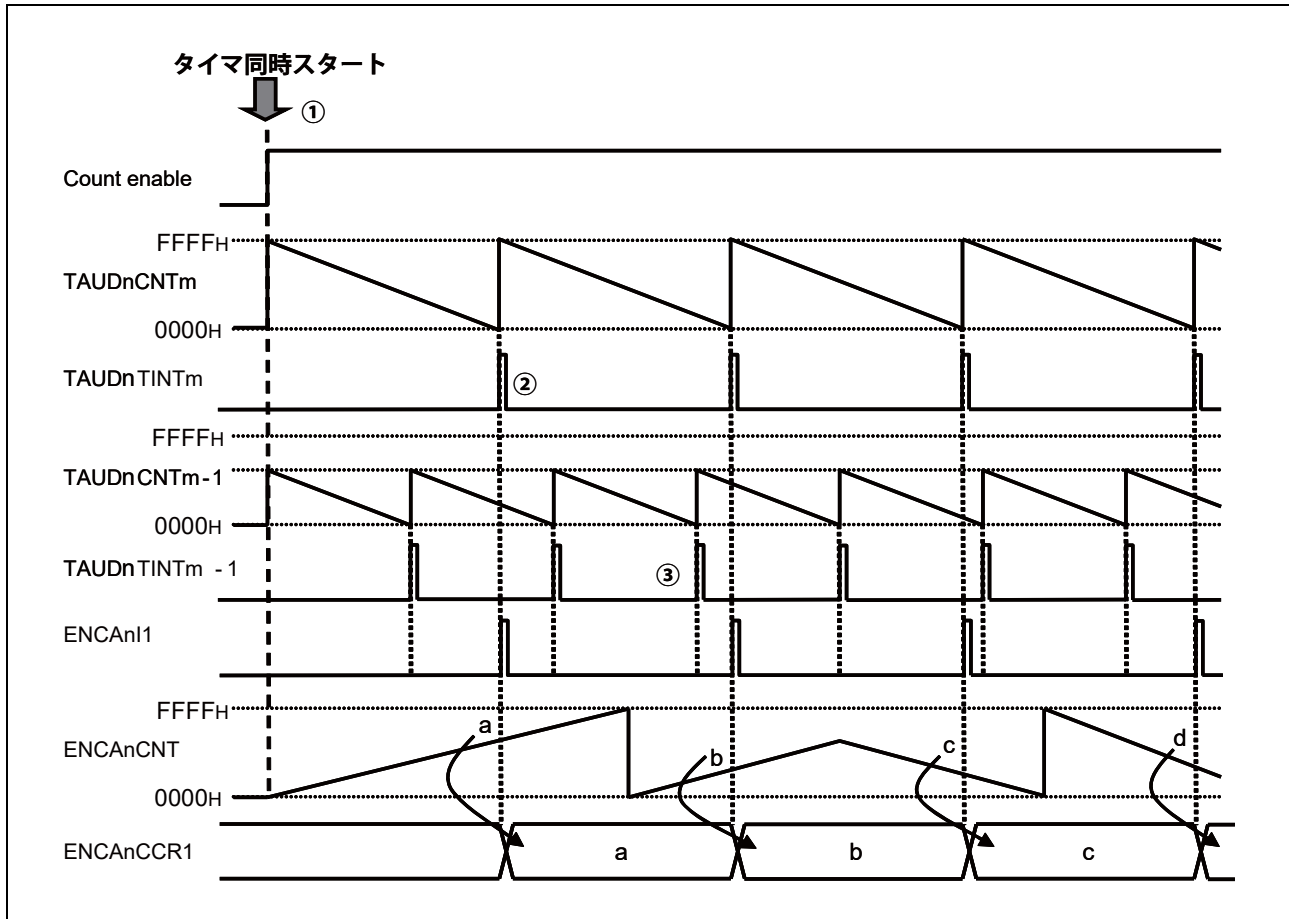 タイマ同時スタート
①
Count enable
FFFFH
TAUDnCNTm
0000H
TAUDnTINTm
②
FFFFH
TAUDnCNTm-1
0000H
TAUDnTINTm - 1
③
ENCAnI1
FFFFH
a
b
c
d
ENCAnCNT
0000H
ENCAnCCR1
a
b
c